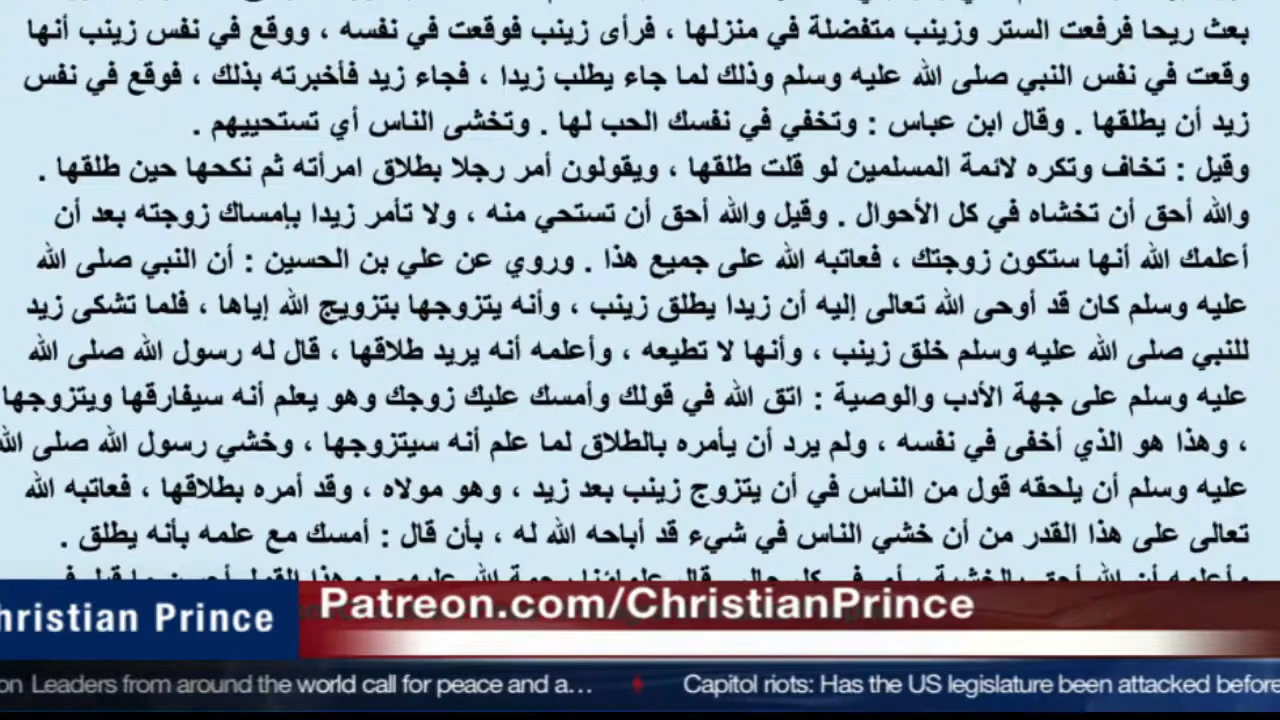 بعث ريحا فرفعت الستر وزينب متفضلة في منزلها ، فرأى زينب فوقعت في نفسه ، ووقع في نفس زينب أنها
وقعت في نفس النبي صلى الله عليه وسلم وذلك لما جاء يطلب زيدا ، فجاء زيد فأخبرته بذلك ، فوقع في نفس
زيد أن يطلقها . وقال ابن عباس : وتخفي في نفسك الحب لها . وتخشى الناس أي تستحييهم .
وقيل : تخاف وتكره لائمة المسلمين لو قلت طلقها ، ويقولون أمر رجلا بطلاق امرأته ثم نكحها حين طلقها .
والله أحق أن تخشاه في كل الأحوال . وقيل والله أحق أن تستحي منه ، ولا تأمر زيدا بإمساك زوجته بعد أن
أعلمك الله أنها ستكون زوجتك ، فعاتبه الله على جميع هذا . وروي عن علي بن الحسين : أن النبي صلى الله
عليه وسلم كان قد أوحى الله تعالى إليه أن زيدا يطلق زينب ، وأنه يتزوجها بتزويج الله إياها ، فلما تشكى زيد
للنبي صلى الله عليه وسلم خلق زينب ، وأنها لا تطيعه ، وأعلمه أنه يريد طلاقها ، قال له رسول الله صلى الله
عليه وسلم على جهة الأدب والوصية : اتق الله في قولك وأمسك عليك زوجك وهو يعلم أنه سيفارقها ويتزوجها
، وهذا هو الذي أخفى في نفسه ، ولم يرد أن يأمره بالطلاق لما علم أنه سيتزوجها ، وخشي رسول الله صلى الله
عليه وسلم أن يلحقه قول من الناس في أن يتزوج زينب بعد زيد ، وهو مولاه ، وقد أمره بطلاقها ، فعاتبه الله
تعالى على هذا القدر من أن خشي الناس في شيء قد أباحه الله له ، بأن قال : أمسك مع علمه بأنه يطلق .
hristian Prince
Patreon.com/ChristianPrince
on Leaders from around the world call for peace and a... Capitol riots: Has the US legislature been attacked before